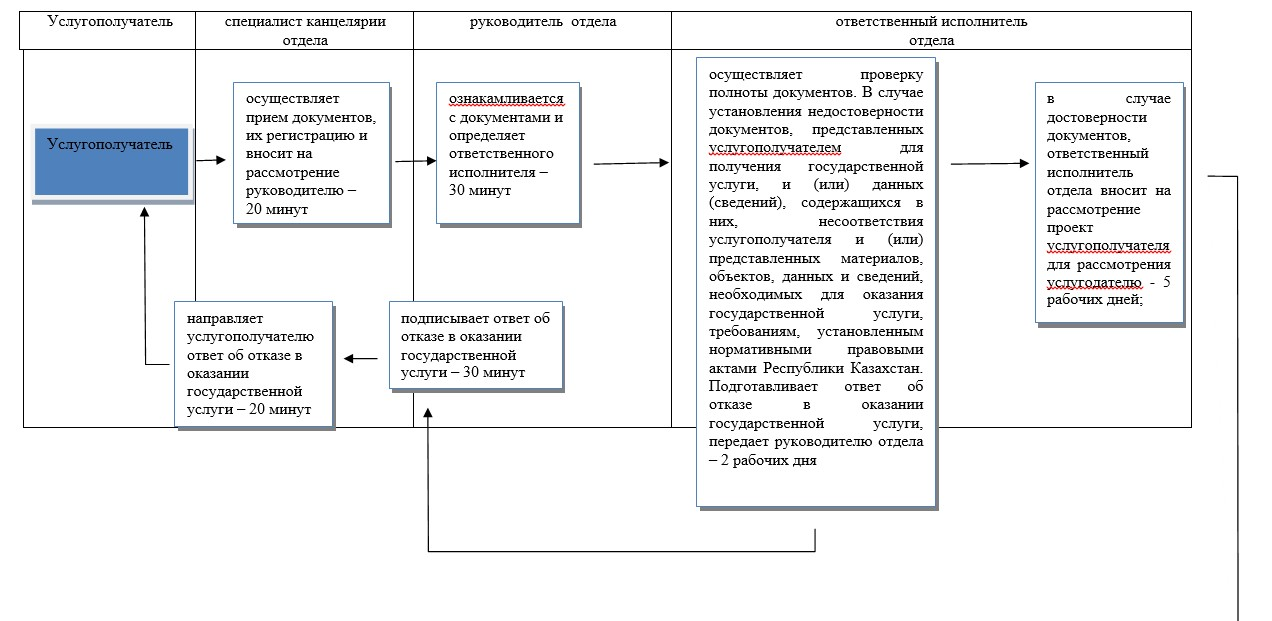 Услугополучатель
специалист канцелярии
отдела
руководитель отдела
ответственный исполнитель
отдела
Услугополучатель
осуществляет
прием документов,
их регистрацию и
вносит на
рассмотрение
руководителю –
20 минут
ознакамливается
с документами и
определяет
ответственного
исполнителя –
30 минут
осуществляет проверку
полноты документов. В случае
установления недостоверности
документов, представленных
услугополучателем для
получения государственной
услуги, и (или) данных
(сведений), содержащихся в
них, несоответствия
услугополучателя и (или)
представленных материалов,
объектов, данных и сведений,
необходимых для оказания
государственной услуги,
требованиям, установленным
нормативными правовыми
актами Республики Казахстан.
Подготавливает ответ об
отказе в оказании
государственной услуги,
передает руководителю отдела
– 2 рабочих дня
в случае
достоверности
документов,
ответственный
исполнитель
отдела вносит на
рассмотрение
проект
услугополучателя
для рассмотрения
услугодателю - 5
рабочих дней;
направляет
услугополучателю
ответ об отказе в
оказании
государственной
услуги – 20 минут
подписывает ответ об
отказе в оказании
государственной
услуги – 30 минут